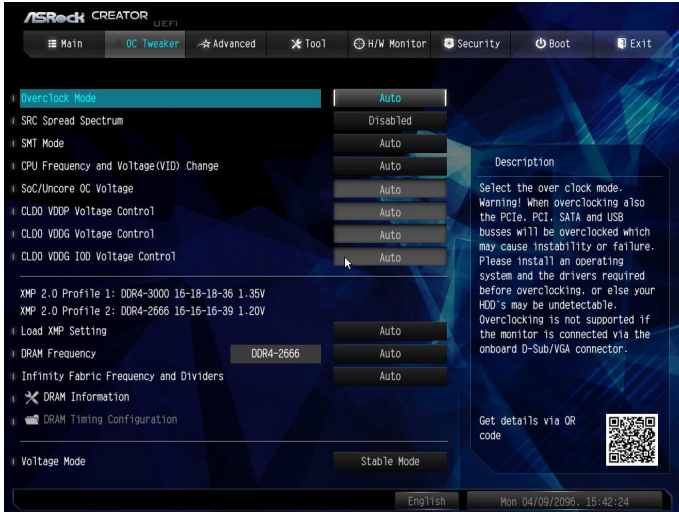 ASRock CREATOR UEFI
Main OC Tweaker Advanced Tool H/W Monitor Security Boot Exit
Overclock Mode Auto
SRC Spread Spectrum Disabled
SMT Mode Auto
CPU Frequency and Voltage(VID) Change Auto
SoC/Uncore OC Voltage Auto
CLDO VDDP Voltage Control Auto
CLDO VDDG Voltage Control Auto
CLDO VDDG IOD Voltage Control Auto
XMP 2.0 Profile 1: DDR4-3000 16-18-18-36 1.35V
XMP 2.0 Profile 2: DDR4-2666 16-16-16-39 1.20V
Load XMP Setting Auto
DRAM Frequency DDR4-2666 Auto
Infinity Fabric Frequency and Dividers Auto
DRAM Information
DRAM Timing Configuration
Voltage Mode Stable Mode
Description
Select the over clock mode.
Warning! When overclocking also
the PCIe, PCI, SATA and USB
busses will be overclocked which
may cause instability or failure.
Please install an operating
system and the drivers required
before overclocking, or else your
HDD`s may be undetectable.
Overclocking is not supported if
the monitor is connected via the
onboard D-Sub/VGA connector.
Get details via QR
code
English Mon 04/09/2096, 15:42:24